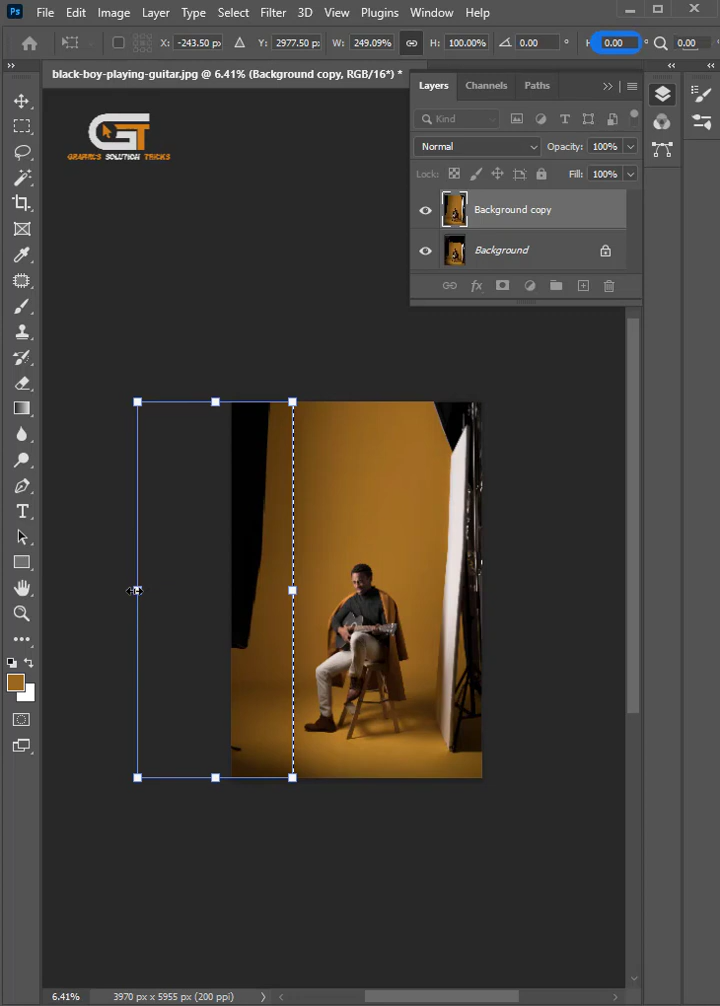 Ps File Edit Image Layer Type Select Filter 3D View Plugins Window Help
X: -243.50 px Y: 2977.50 px W: 249.09% H: 100.00% 0.00 ° H 0.00 ° 0.00
black-boy-playing-guitar.jpg @ 6.41% (Background copy, RGB/16*) *
Layers Channels Paths
GT
GRAPHICS SOLUTION TRICKS
Kind
Normal Opacity: 100%
Lock: Fill: 100%
Background copy
Background
6.41% 3970 px x 5955 px (200 ppi)